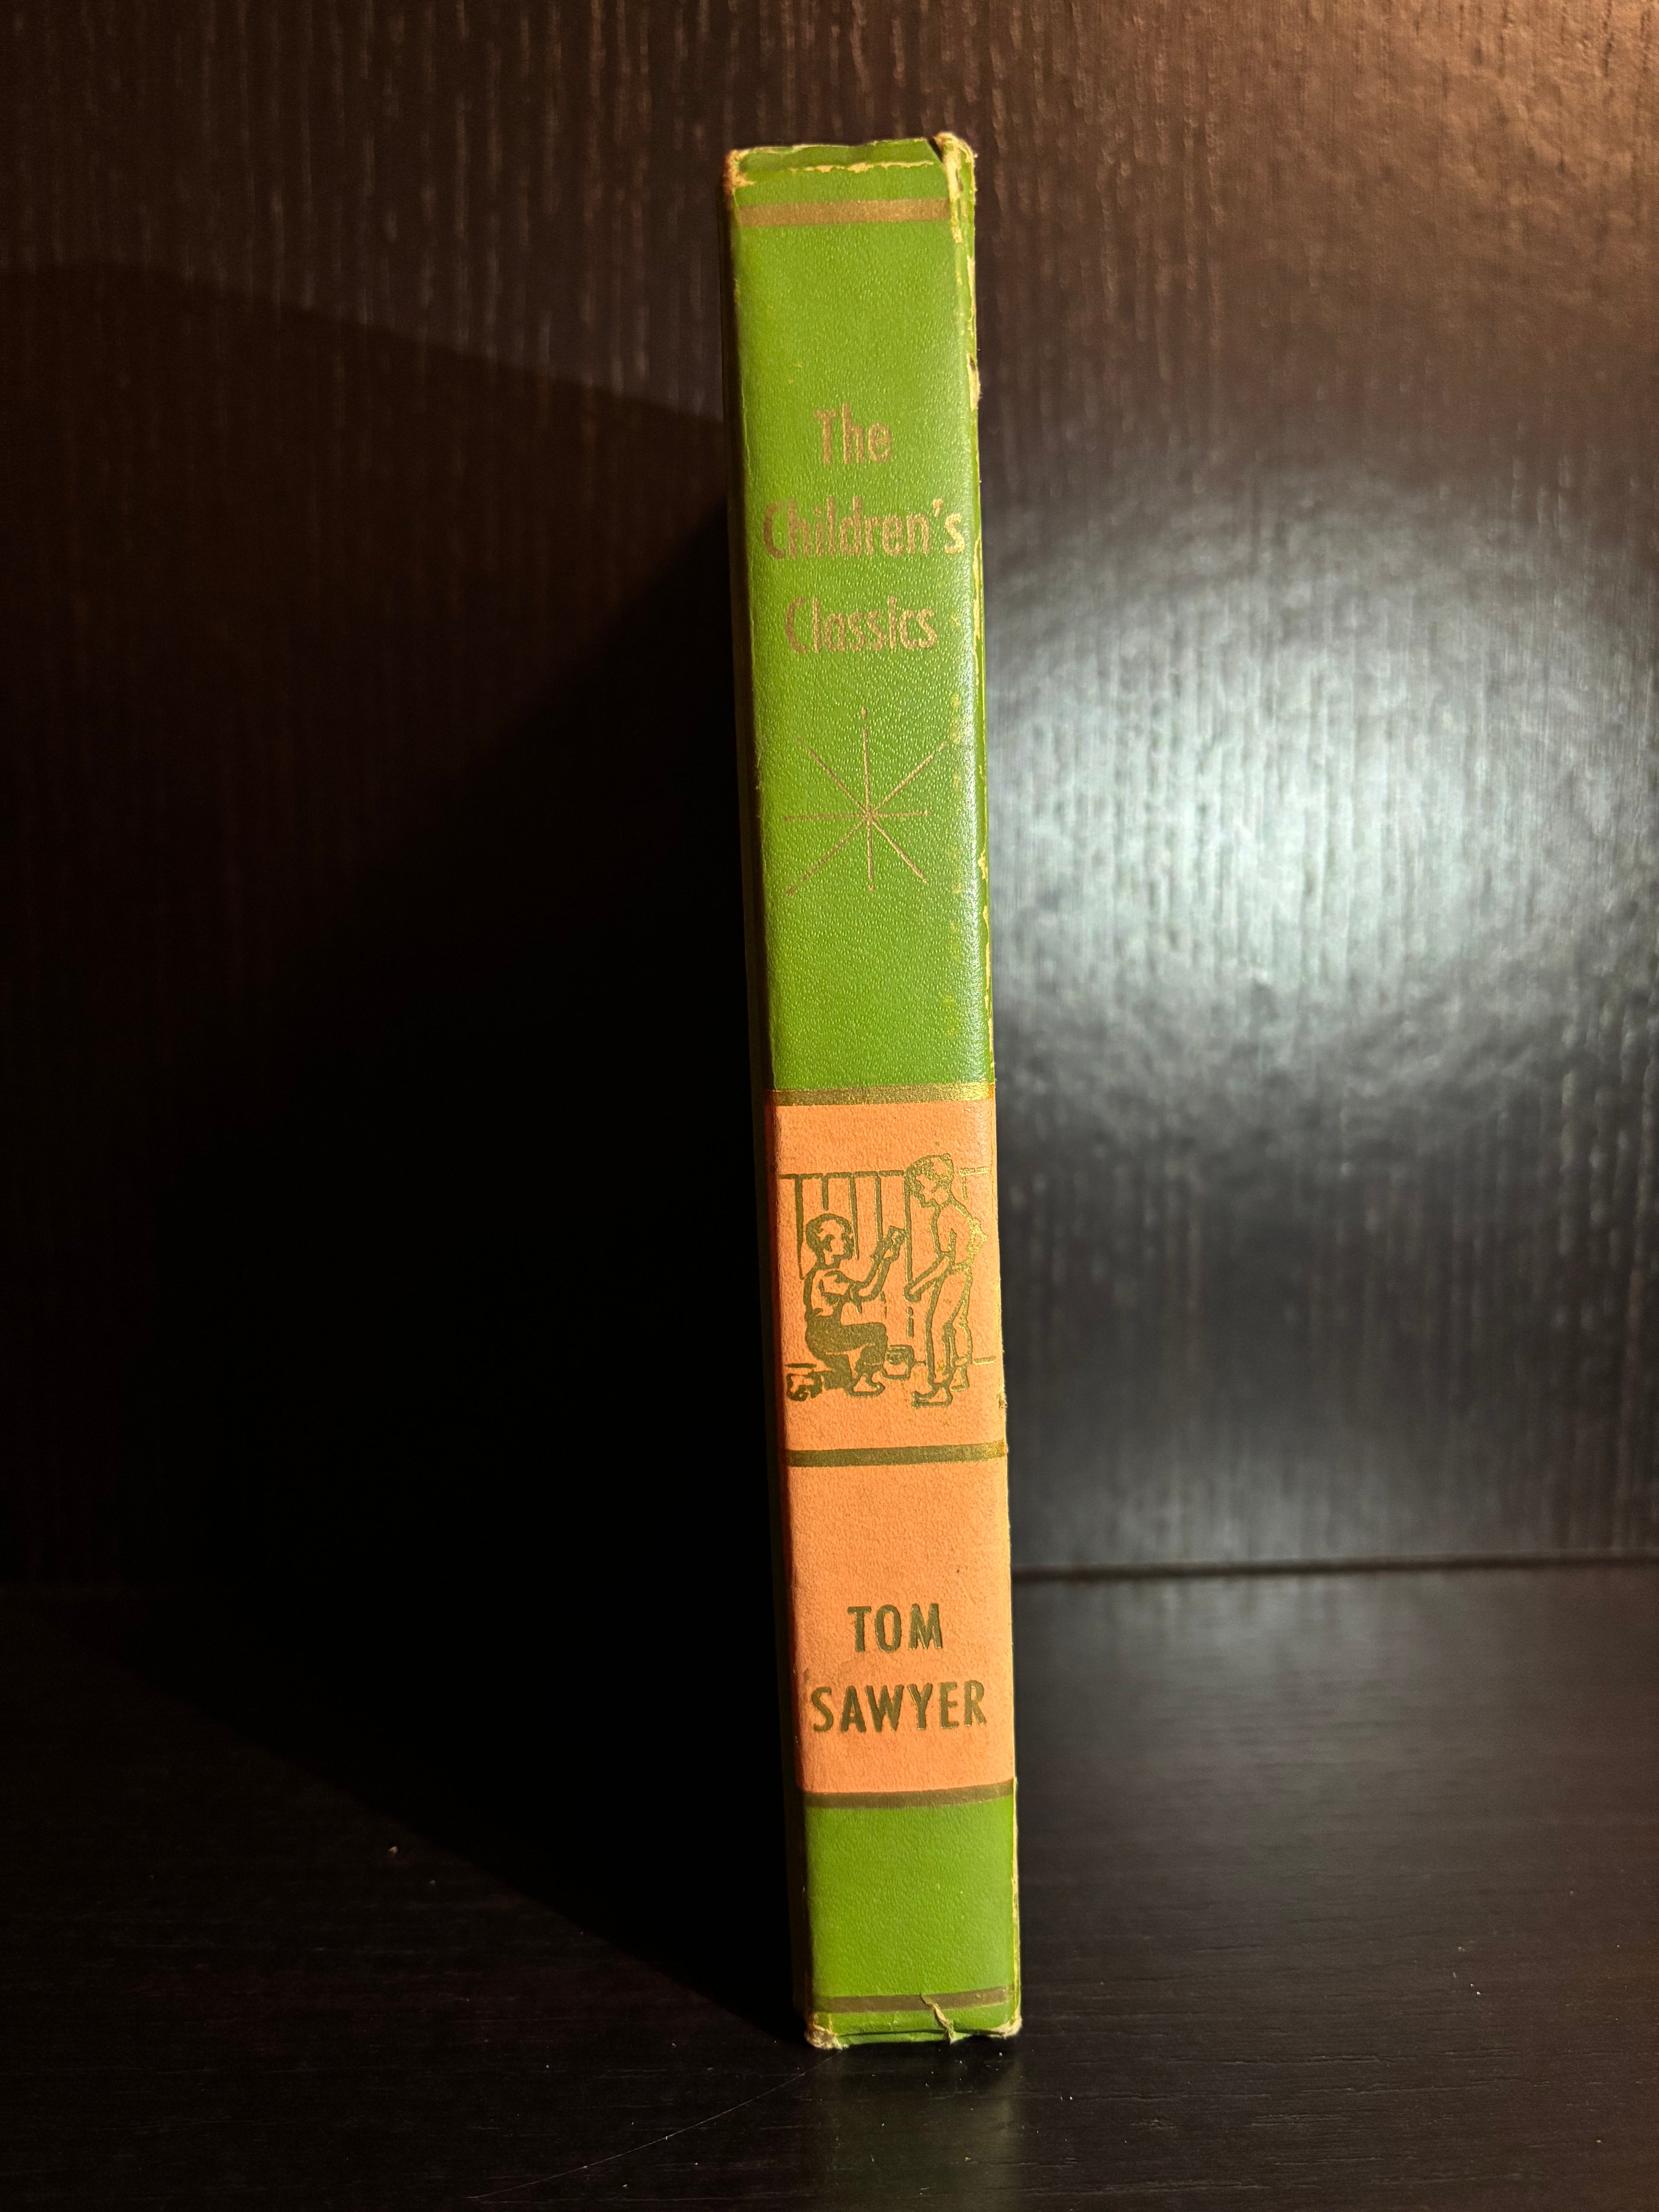 The
Children's
Classics
TOM
SAWYER